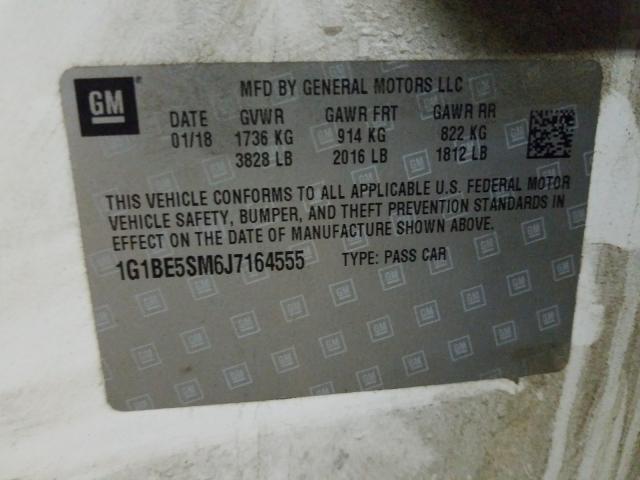 GM
MFD BY GENERAL MOTORS LLC
DATE GVWR GAWR FRT GAWR RR
01/18 1736 KG 914 KG 822 KG
3828 LB 2016 LB 1812 LB
THIS VEHICLE CONFORMS TO ALL APPLICABLE U.S. FEDERAL MOTOR
VEHICLE SAFETY, BUMPER, AND THEFT PREVENTION STANDARDS IN
EFFECT ON THE DATE OF MANUFACTURE SHOWN ABOVE.
1G1BE5SM6J7164555 TYPE: PASS CAR